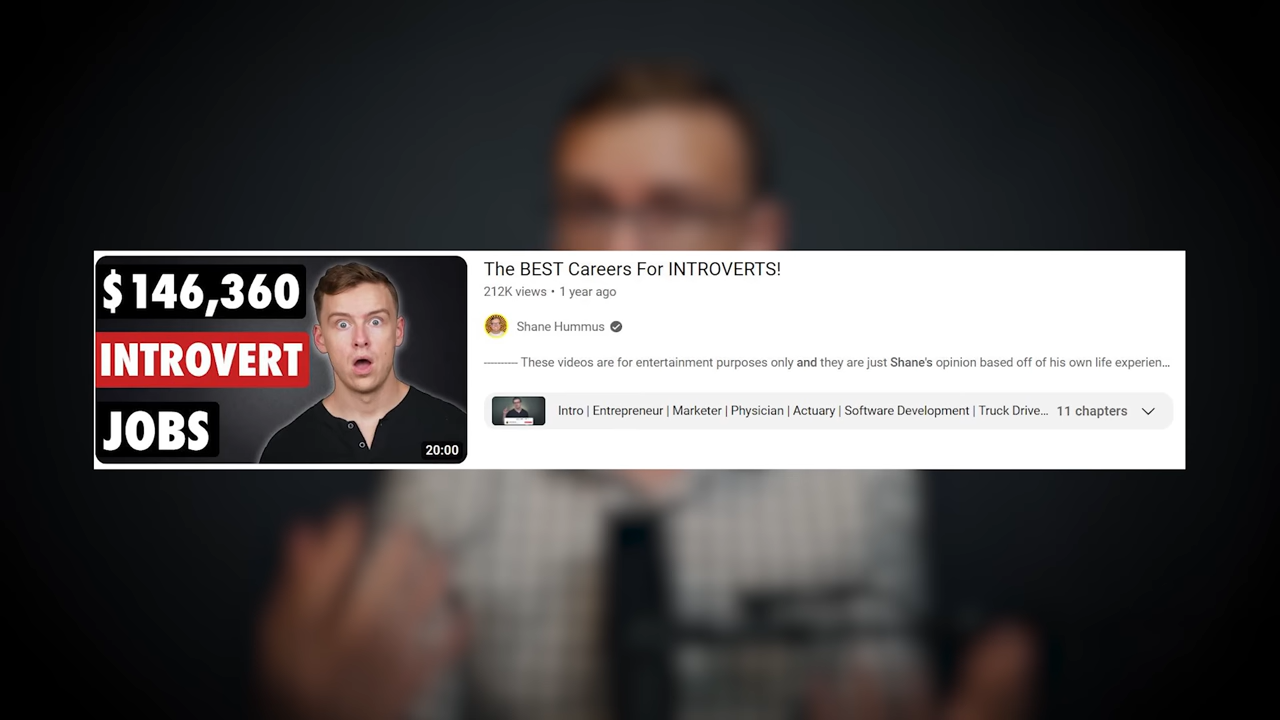 $146,360
INTROVERT
JOBS
20:00
The BEST Careers For INTROVERTS!
212K views • 1 year ago
Shane Hummus
---------- These videos are for entertainment purposes only and they are just Shane's opinion based off of his own life experien...
Intro | Entrepreneur | Marketer | Physician | Actuary | Software Development | Truck Drive... 11 chapters